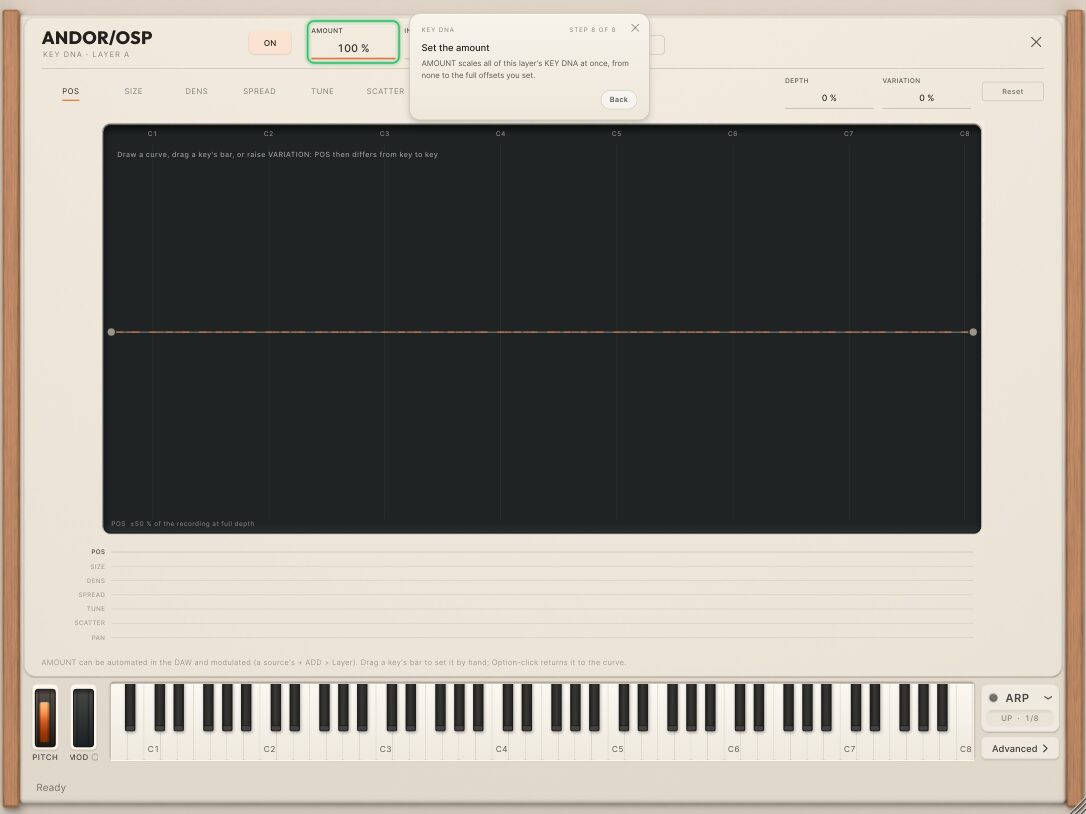 ANDOR/OSP
KEY DNA - LAYER A
ON
AMOUNT
100 %
KEY DNA
STEP 8 OF 8
Set the amount
AMOUNT scales all of this layer's KEY DNA at once, from
none to the full offsets you set.
Back
POS SIZE DENS SPREAD TUNE SCATTER
DEPTH
0 %
VARIATION
0 %
Reset
C1 C2 C3 C4 C5 C6 C7 C8
Draw a curve, drag a key's bar, or raise VARIATION: POS then differs from key to key
POS ±50 % of the recording at full depth
POS
SIZE
DENS
SPREAD
TUNE
SCATTER
PAN
AMOUNT can be automated in the DAW and modulated (a source's + ADD > Layer). Drag a key's bar to set it by hand; Option-click returns it to the curve.
PITCH MOD
C1 C2 C3 C4 C5 C6 C7 C8
ARP
UP · 1/8
Advanced
Ready